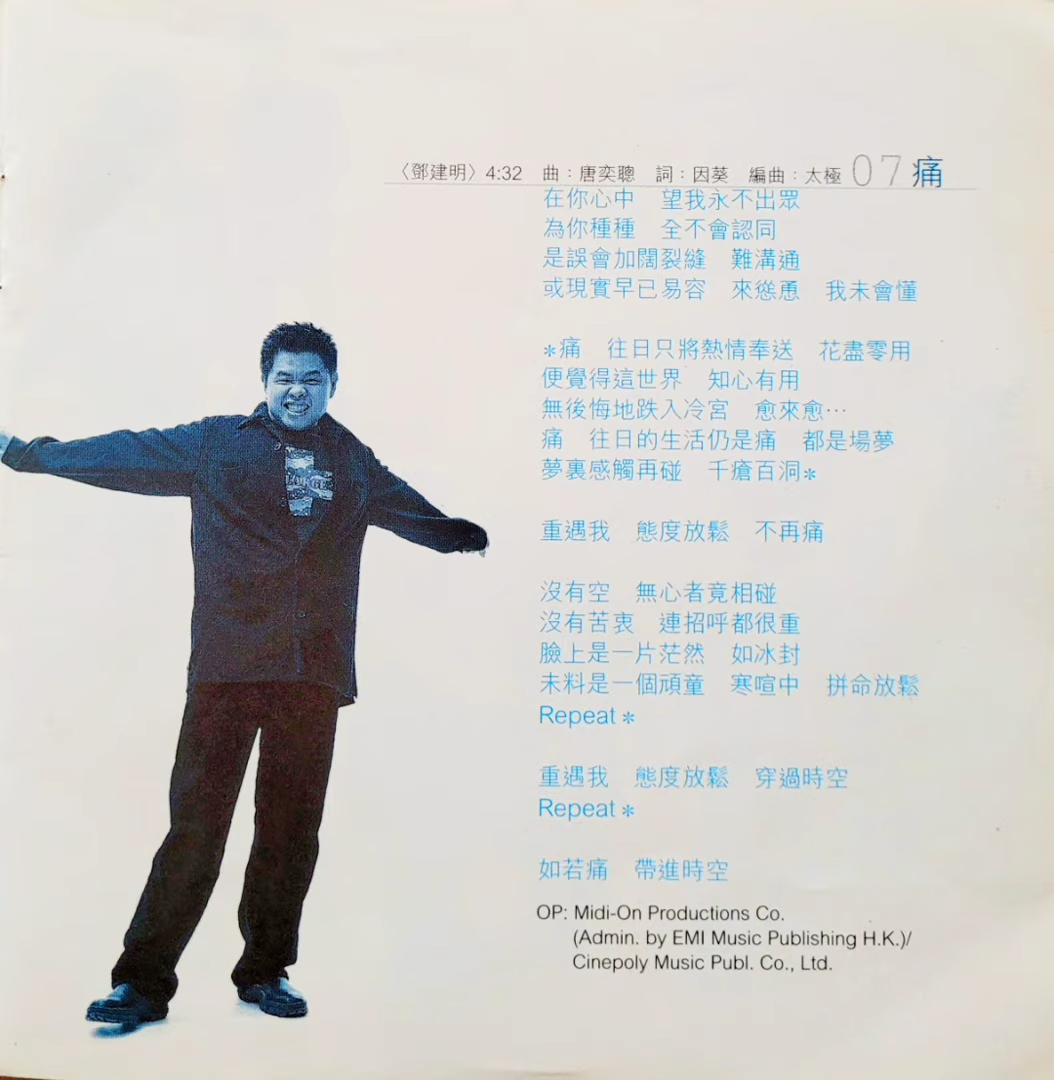 〈鄧建明〉4:32 曲：唐奕聰 詞：因葵 編曲：太極 07 痛
在你心中 望我永不出眾
為你種種 全不會認同
是誤會加闊裂縫 難溝通
或現實早已易容 來慫恿 我未會懂
*痛 往日只將熱情奉送 花盡零用
便覺得這世界 知心有用
無後悔地跌入冷宮 愈來愈…
痛 往日的生活仍是痛 都是場夢
夢裏感觸再碰 千瘡百洞*
重遇我 態度放鬆 不再痛
沒有空 無心者竟相碰
沒有苦衷 連招呼都很重
臉上是一片茫然 如冰封
未料是一個頑童 寒喧中 拼命放鬆
Repeat *
重遇我 態度放鬆 穿過時空
Repeat *
如若痛 帶進時空
OP: Midi-On Productions Co.
(Admin. by EMI Music Publishing H.K.)/
Cinepoly Music Publ. Co., Ltd.